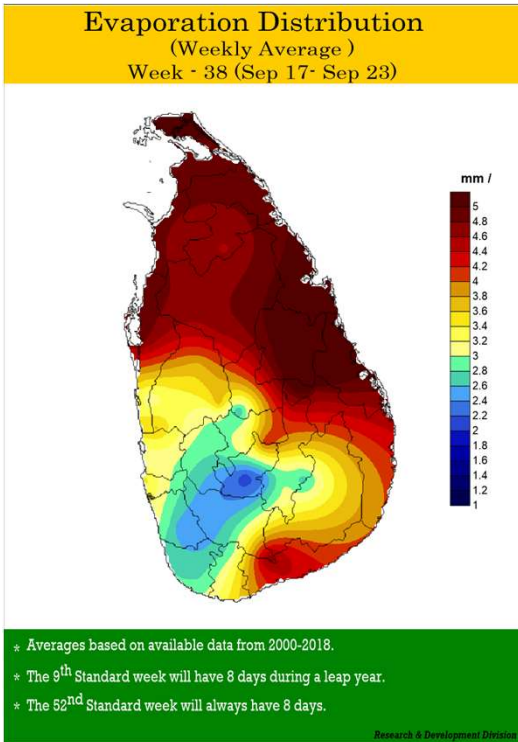 Evaporation Distribution
(Weekly Average )
Week - 38 (Sep 17- Sep 23)
mm /
5
4.8
4.6
4.4
4.2
4
3.8
3.6
3.4
3.2
3
2.8
2.6
2.4
2.2
2
1.8
1.6
1.4
1.2
1
* Averages based on available data from 2000-2018.
* The 9th Standard week will have 8 days during a leap year.
* The 52nd Standard week will always have 8 days.
Research & Development Division